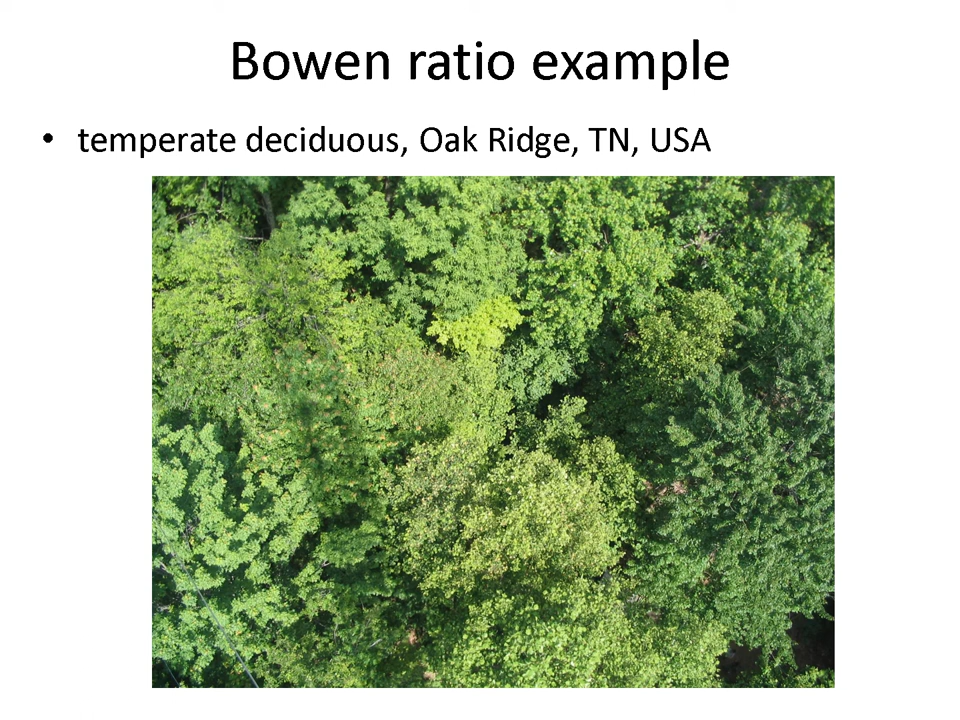 Bowen ratio example
• temperate deciduous, Oak Ridge, TN, USA